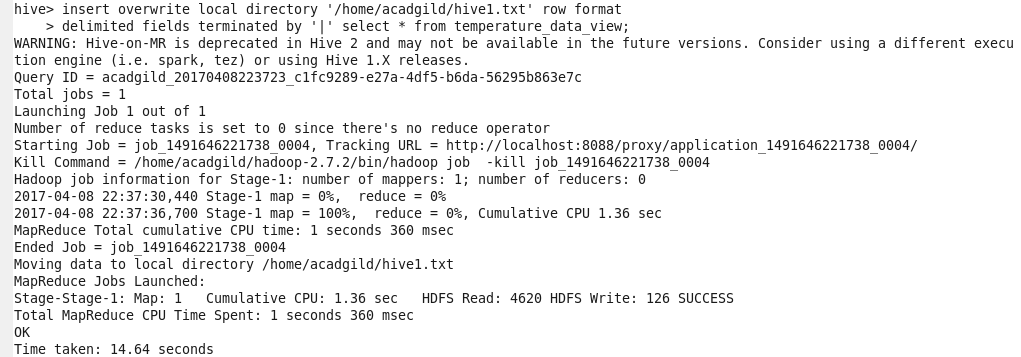 hive> insert overwrite local directory '/home/acadgild/hive1.txt' row format
    > delimited fields terminated by '|' select * from temperature_data_view;
WARNING: Hive-on-MR is deprecated in Hive 2 and may not be available in the future versions. Consider using a different execu
tion engine (i.e. spark, tez) or using Hive 1.X releases.
Query ID = acadgild_20170408223723_c1fc9289-e27a-4df5-b6da-56295b863e7c
Total jobs = 1
Launching Job 1 out of 1
Number of reduce tasks is set to 0 since there's no reduce operator
Starting Job = job_1491646221738_0004, Tracking URL = http://localhost:8088/proxy/application_1491646221738_0004/
Kill Command = /home/acadgild/hadoop-2.7.2/bin/hadoop job  -kill job_1491646221738_0004
Hadoop job information for Stage-1: number of mappers: 1; number of reducers: 0
2017-04-08 22:37:30,440 Stage-1 map = 0%,  reduce = 0%
2017-04-08 22:37:36,700 Stage-1 map = 100%,  reduce = 0%, Cumulative CPU 1.36 sec
MapReduce Total cumulative CPU time: 1 seconds 360 msec
Ended Job = job_1491646221738_0004
Moving data to local directory /home/acadgild/hive1.txt
MapReduce Jobs Launched:
Stage-Stage-1: Map: 1   Cumulative CPU: 1.36 sec   HDFS Read: 4620 HDFS Write: 126 SUCCESS
Total MapReduce CPU Time Spent: 1 seconds 360 msec
OK
Time taken: 14.64 seconds